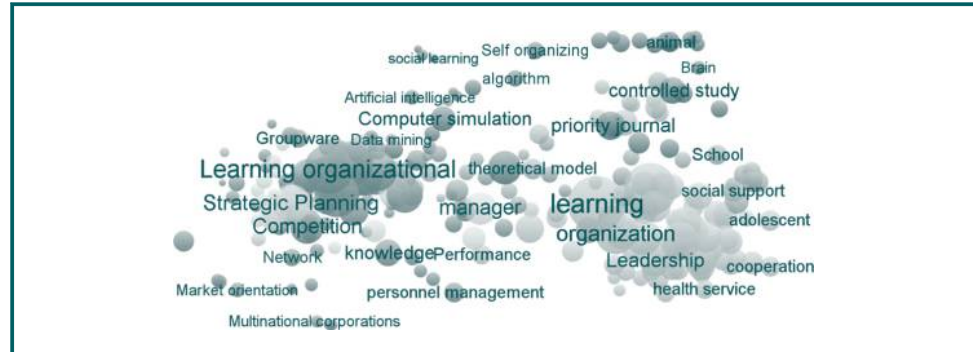 Self organizing
animal
social learning
Brain
algorithm
controlled study
Artificial intelligence
Computer simulation
priority journal
Groupware
Data mining
School
Learning organizational
theoretical model
social support
Strategic Planning
manager
learning
adolescent
Competition
organization
Network
knowledge
Performance
Leadership
cooperation
Market orientation
personnel management
health service
Multinational corporations